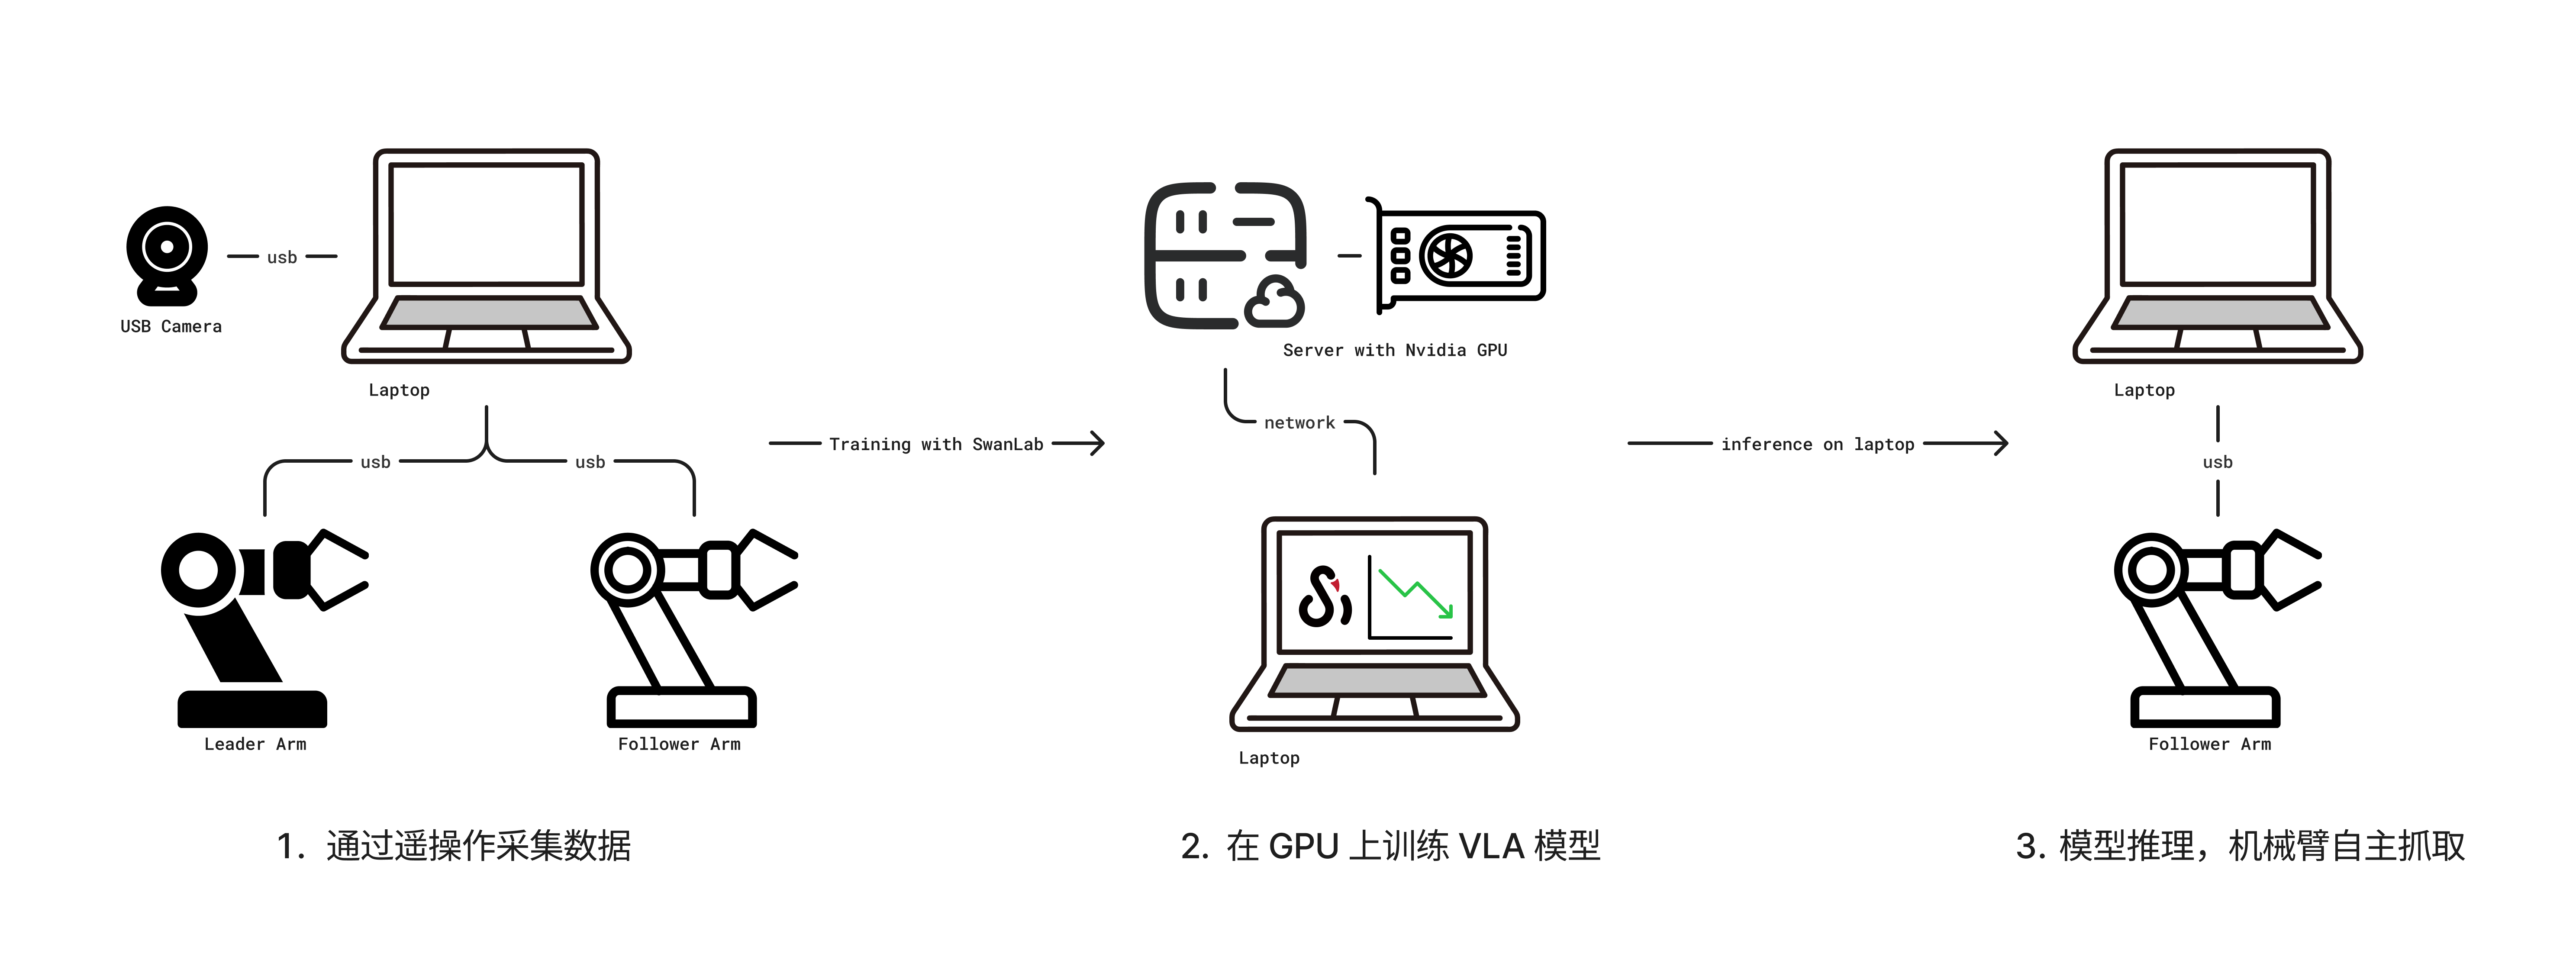 usb
USB Camera
Laptop
usb
usb
Leader Arm
Follower Arm
1. 通过遥操作采集数据
Training with SwanLab
Server with Nvidia GPU
network
Laptop
2. 在 GPU 上训练 VLA 模型
inference on laptop
Laptop
usb
Follower Arm
3. 模型推理，机械臂自主抓取